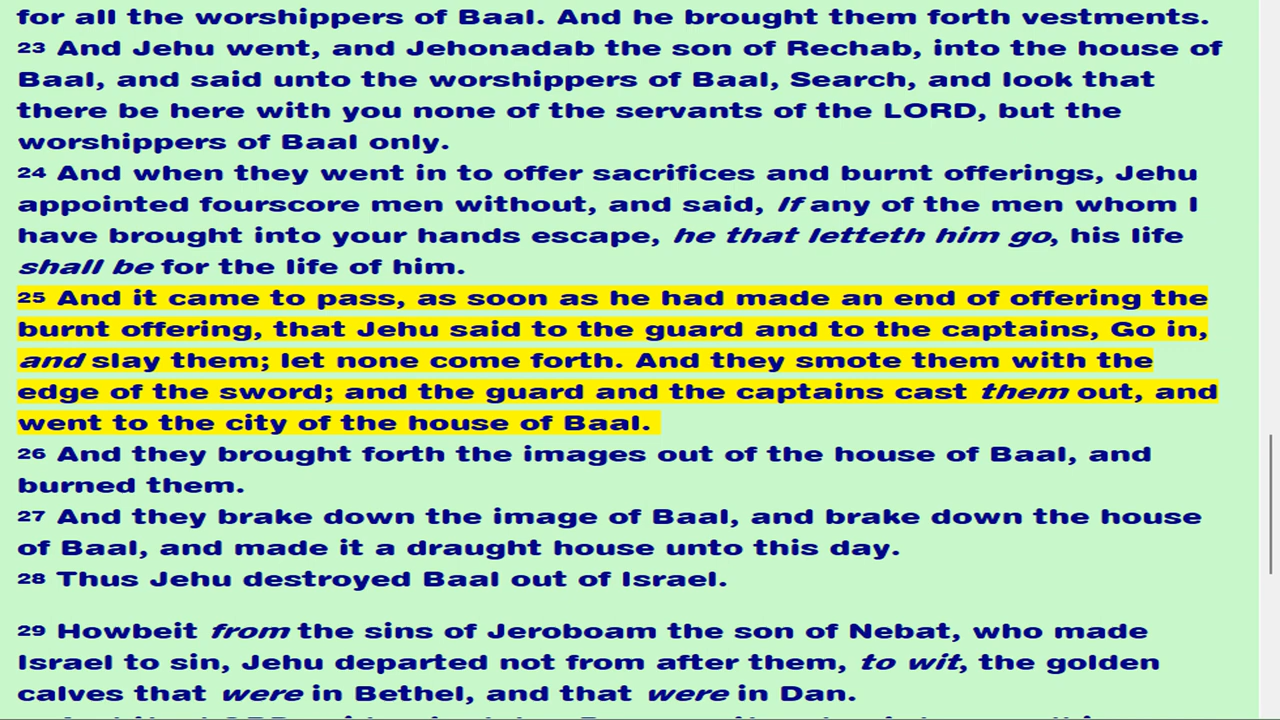 for all the worshippers of Baal. And he brought them forth vestments.
23 And Jehu went, and Jehonadab the son of Rechab, into the house of
Baal, and said unto the worshippers of Baal, Search, and look that
there be here with you none of the servants of the LORD, but the
worshippers of Baal only.
24 And when they went in to offer sacrifices and burnt offerings, Jehu
appointed fourscore men without, and said, If any of the men whom I
have brought into your hands escape, he that letteth him go, his life
shall be for the life of him.
25 And it came to pass, as soon as he had made an end of offering the
burnt offering, that Jehu said to the guard and to the captains, Go in,
and slay them; let none come forth. And they smote them with the
edge of the sword; and the guard and the captains cast them out, and
went to the city of the house of Baal.
26 And they brought forth the images out of the house of Baal, and
burned them.
27 And they brake down the image of Baal, and brake down the house
of Baal, and made it a draught house unto this day.
28 Thus Jehu destroyed Baal out of Israel.
29 Howbeit from the sins of Jeroboam the son of Nebat, who made
Israel to sin, Jehu departed not from after them, to wit, the golden
calves that were in Bethel, and that were in Dan.